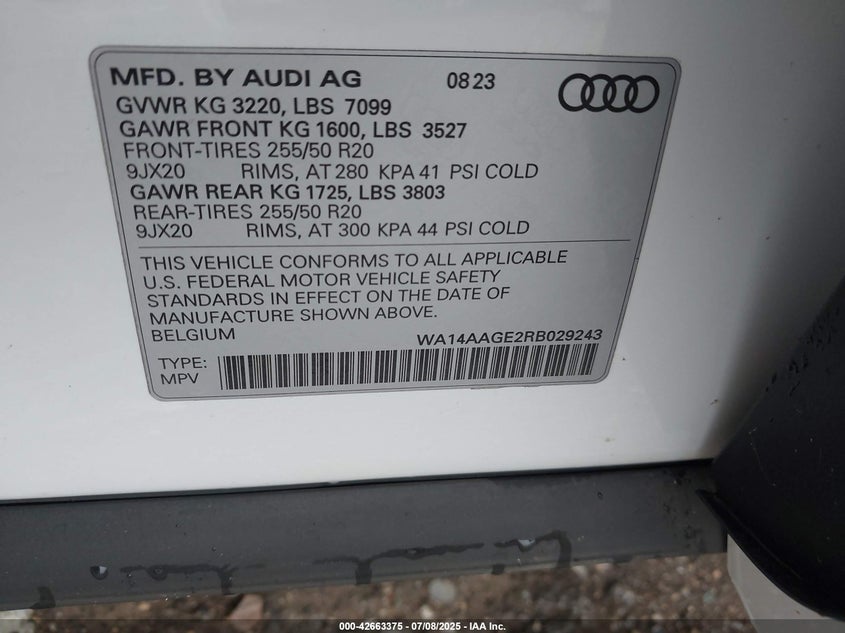 MFD. BY AUDI AG 08 23
GVWR KG 3220, LBS 7099
GAWR FRONT KG 1600, LBS 3527
FRONT-TIRES 255/50 R20
9JX20 RIMS, AT 280 KPA 41 PSI COLD
GAWR REAR KG 1725, LBS 3803
REAR-TIRES 255/50 R20
9JX20 RIMS, AT 300 KPA 44 PSI COLD
THIS VEHICLE CONFORMS TO ALL APPLICABLE
U.S. FEDERAL MOTOR VEHICLE SAFETY
STANDARDS IN EFFECT ON THE DATE OF
MANUFACTURE SHOWN ABOVE.
BELGIUM WA14AAGE2RB029243
TYPE:
MPV
000-42663375 - 07/08/2025 - IAA Inc.